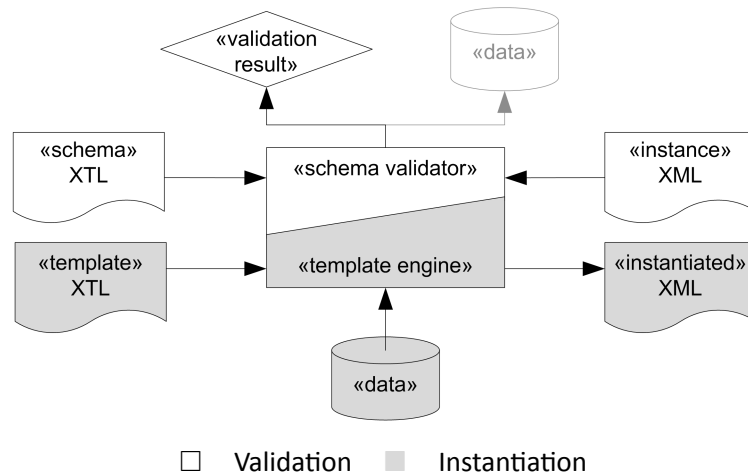 «validation
result»
«data»
«schema»
XTL
«schema validator»
«instance»
XML
«template»
XTL
«template engine»
«instantiated»
XML
«data»
Validation
Instantiation